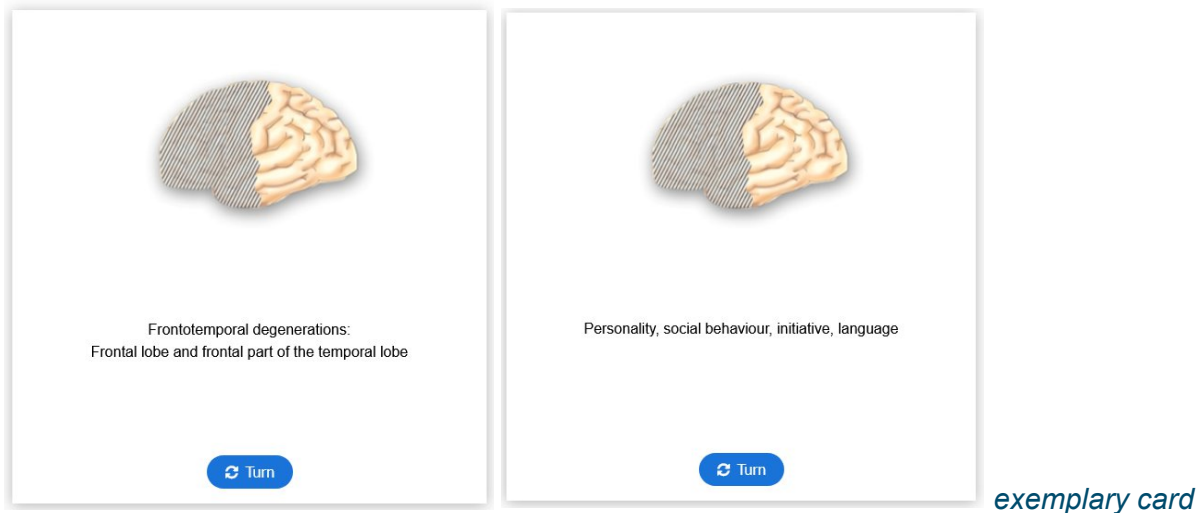 Frontotemporal degenerations:
Frontal lobe and frontal part of the temporal lobe
Turn
Personality, social behaviour, initiative, language
Turn
exemplary card